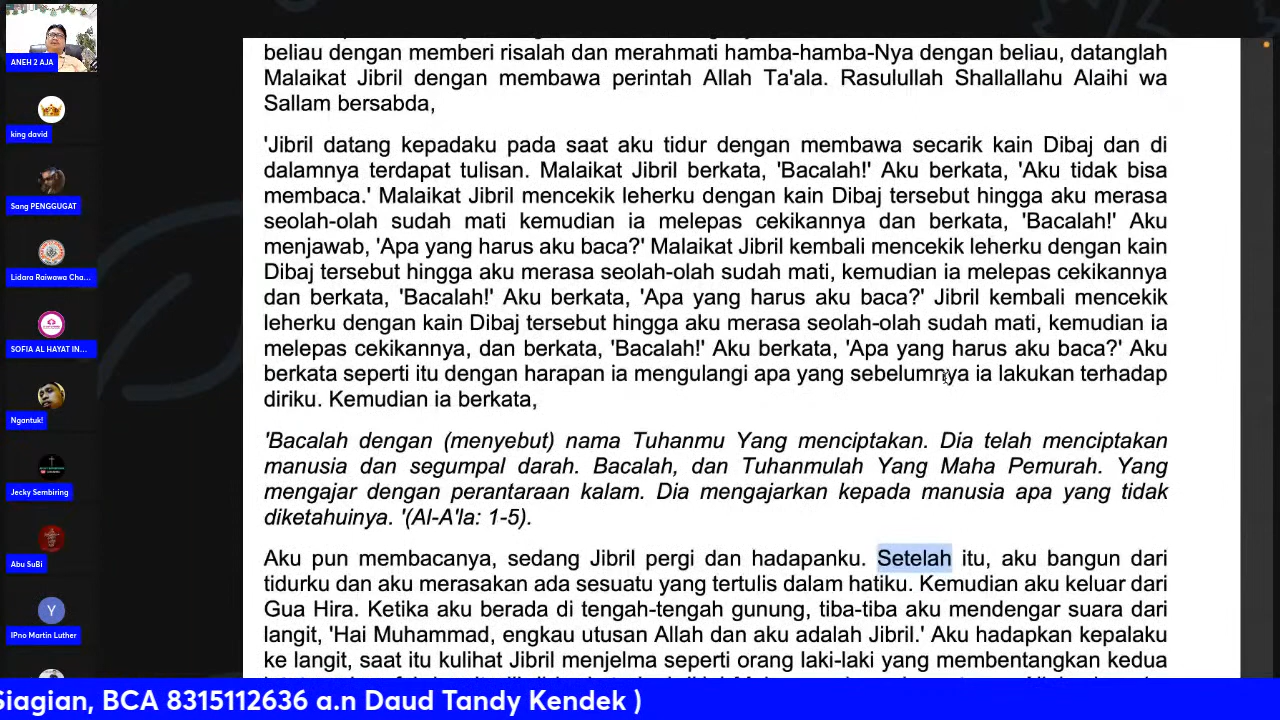 ANEH 2 AJA
king david
Sang PENGGUGAT
Lidara Raiwawa Cha...
SOFIA AL HAYAT IN...
Ngantuk!
Jecky Sembiring
Abu SuBi
Y
IPno Martin Luther
beliau dengan memberi risalah dan merahmati hamba-hamba-Nya dengan beliau, datanglah
Malaikat Jibril dengan membawa perintah Allah Ta'ala. Rasulullah Shallallahu Alaihi wa
Sallam bersabda,
'Jibril datang kepadaku pada saat aku tidur dengan membawa secarik kain Dibaj dan di
dalamnya terdapat tulisan. Malaikat Jibril berkata, 'Bacalah!' Aku berkata, 'Aku tidak bisa
membaca.' Malaikat Jibril mencekik leherku dengan kain Dibaj tersebut hingga aku merasa
seolah-olah sudah mati kemudian ia melepas cekikannya dan berkata, 'Bacalah!' Aku
menjawab, 'Apa yang harus aku baca?' Malaikat Jibril kembali mencekik leherku dengan kain
Dibaj tersebut hingga aku merasa seolah-olah sudah mati, kemudian ia melepas cekikannya
dan berkata, 'Bacalah!' Aku berkata, 'Apa yang harus aku baca?' Jibril kembali mencekik
leherku dengan kain Dibaj tersebut hingga aku merasa seolah-olah sudah mati, kemudian ia
melepas cekikannya, dan berkata, 'Bacalah!' Aku berkata, 'Apa yang harus aku baca?' Aku
berkata seperti itu dengan harapan ia mengulangi apa yang sebelumnya ia lakukan terhadap
diriku. Kemudian ia berkata,
'Bacalah dengan (menyebut) nama Tuhanmu Yang menciptakan. Dia telah menciptakan
manusia dan segumpal darah. Bacalah, dan Tuhanmulah Yang Maha Pemurah. Yang
mengajar dengan perantaraan kalam. Dia mengajarkan kepada manusia apa yang tidak
diketahuinya. '(Al-A'la: 1-5).
Aku pun membacanya, sedang Jibril pergi dan hadapanku. Setelah itu, aku bangun dari
tidurku dan aku merasakan ada sesuatu yang tertulis dalam hatiku. Kemudian aku keluar dari
Gua Hira. Ketika aku berada di tengah-tengah gunung, tiba-tiba aku mendengar suara dari
langit, 'Hai Muhammad, engkau utusan Allah dan aku adalah Jibril.' Aku hadapkan kepalaku
ke langit, saat itu kulihat Jibril menjelma seperti orang laki-laki yang membentangkan kedua
Siagian, BCA 8315112636 a.n Daud Tandy Kendek )